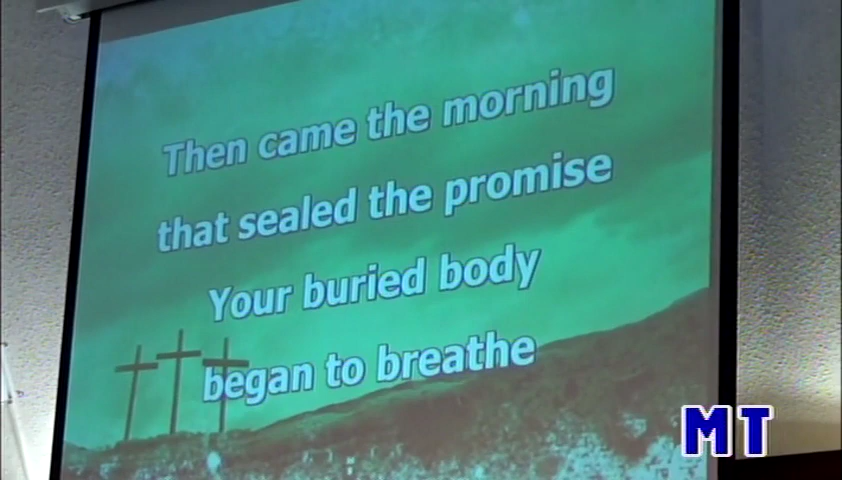 Then came the morning
that sealed the promise
Your buried body
began to breathe
MT